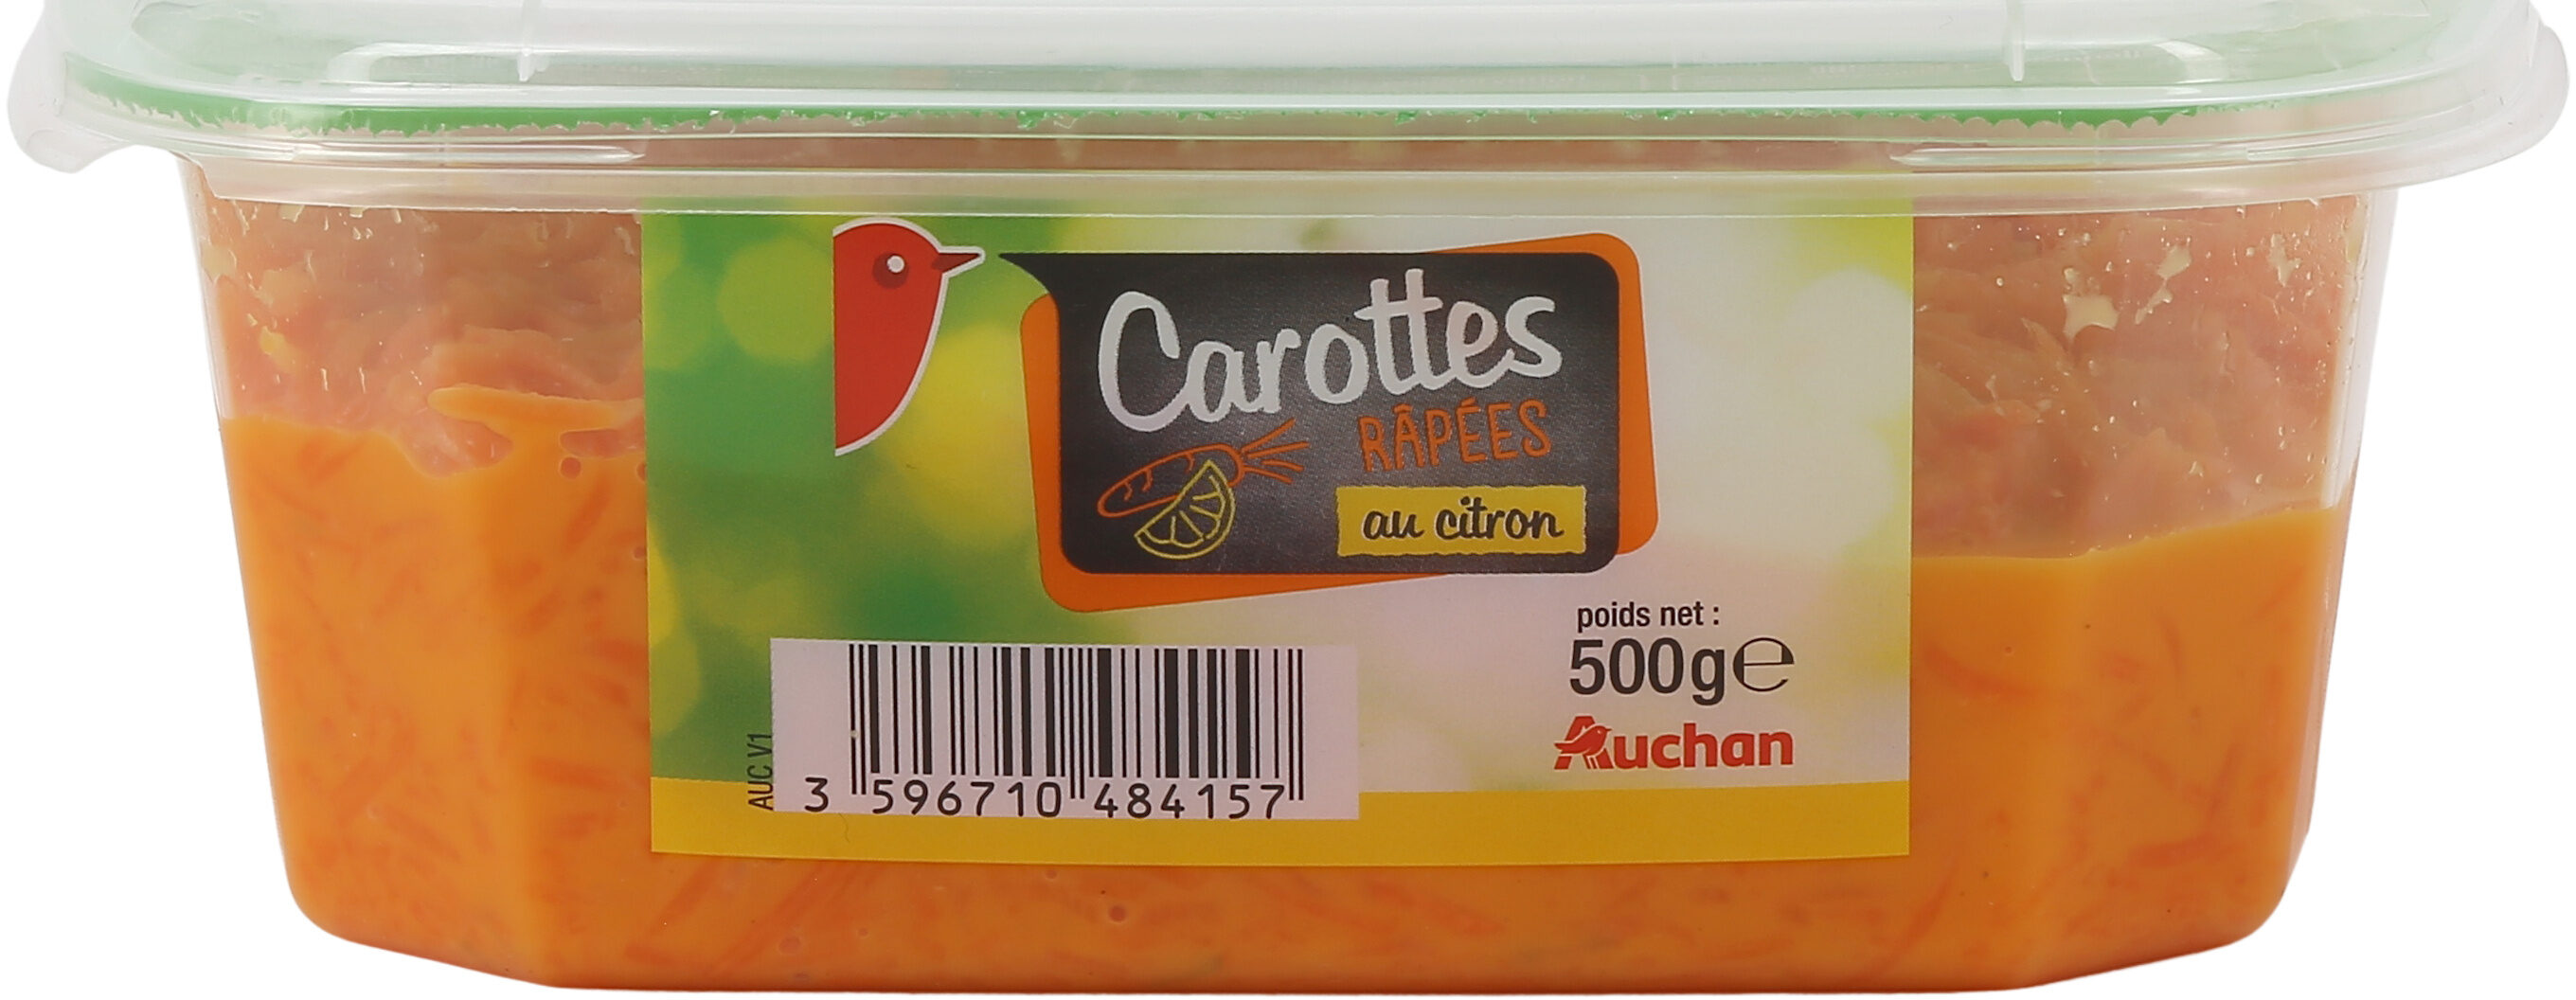 Carottes
RÂPÉES
au citron
poids net :
500g℮
Auchan
AUC V1
3 596710 484157